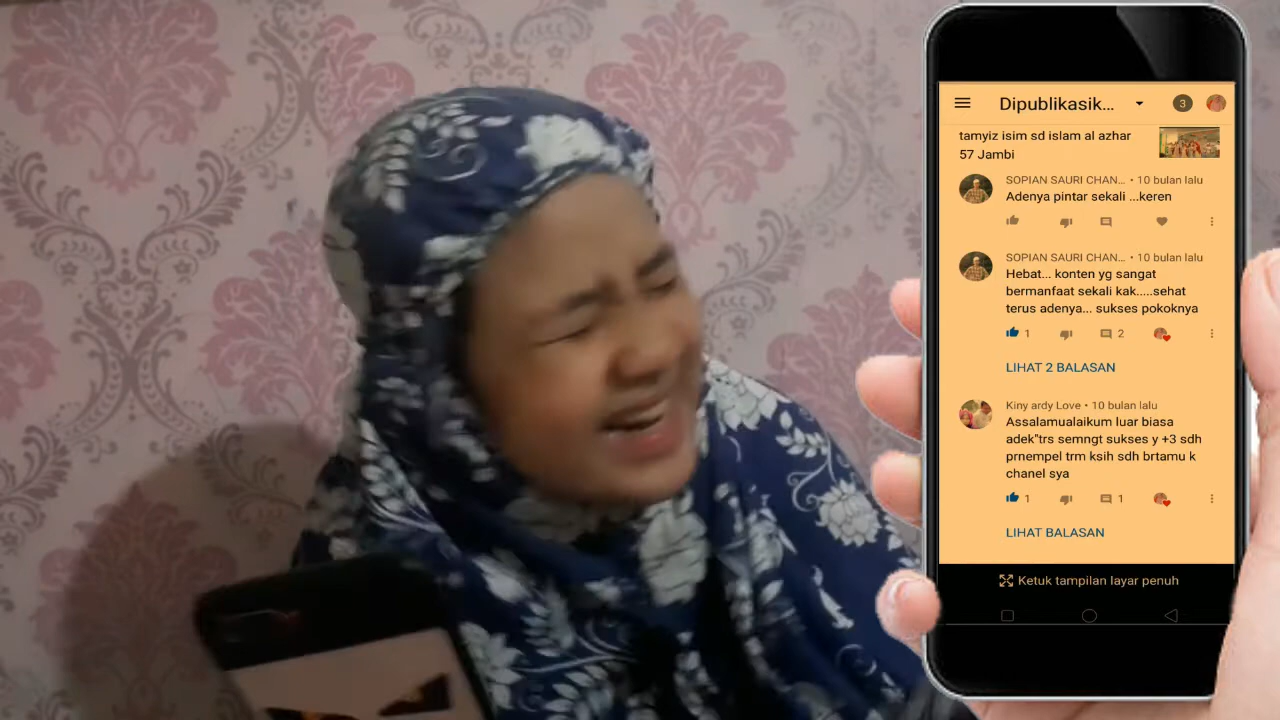 Dipublikasik...
3
tamyiz isim sd islam al azhar
57 Jambi
SOPIAN SAURI CHAN... • 10 bulan lalu
Adenya pintar sekali ...keren
SOPIAN SAURI CHAN... • 10 bulan lalu
Hebat... konten yg sangat
bermanfaat sekali kak.....sehat
terus adenya... sukses pokoknya
1 2
LIHAT 2 BALASAN
Kiny ardy Love • 10 bulan lalu
Assalamualaikum luar biasa
adek"trs semngt sukses y +3 sdh
prnempel trm ksih sdh brtamu k
chanel sya
1 1
LIHAT BALASAN
Ketuk tampilan layar penuh